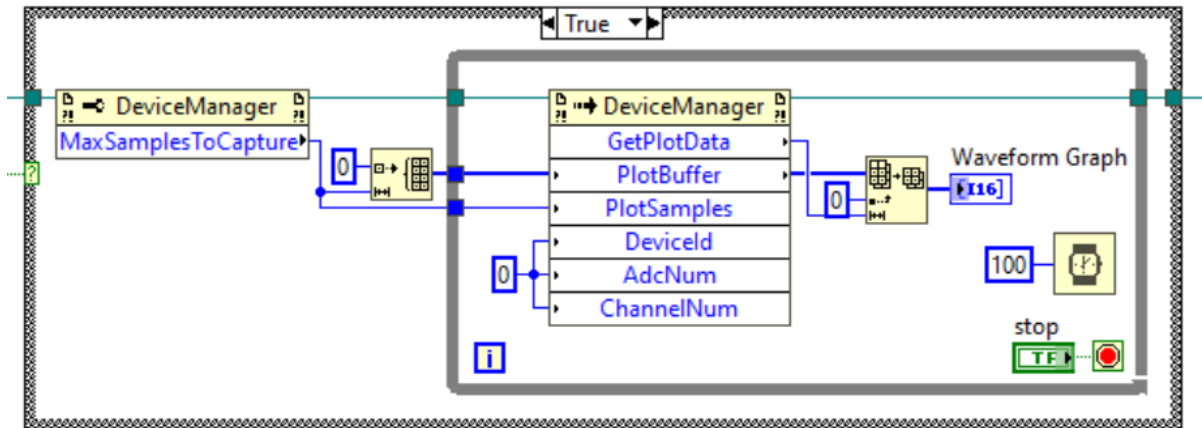 True
DeviceManager
MaxSamplesToCapture
?
0
DeviceManager
GetPlotData
PlotBuffer
PlotSamples
DeviceId
AdcNum
ChannelNum
0
0
Waveform Graph
[I16]
100
stop
TF
i